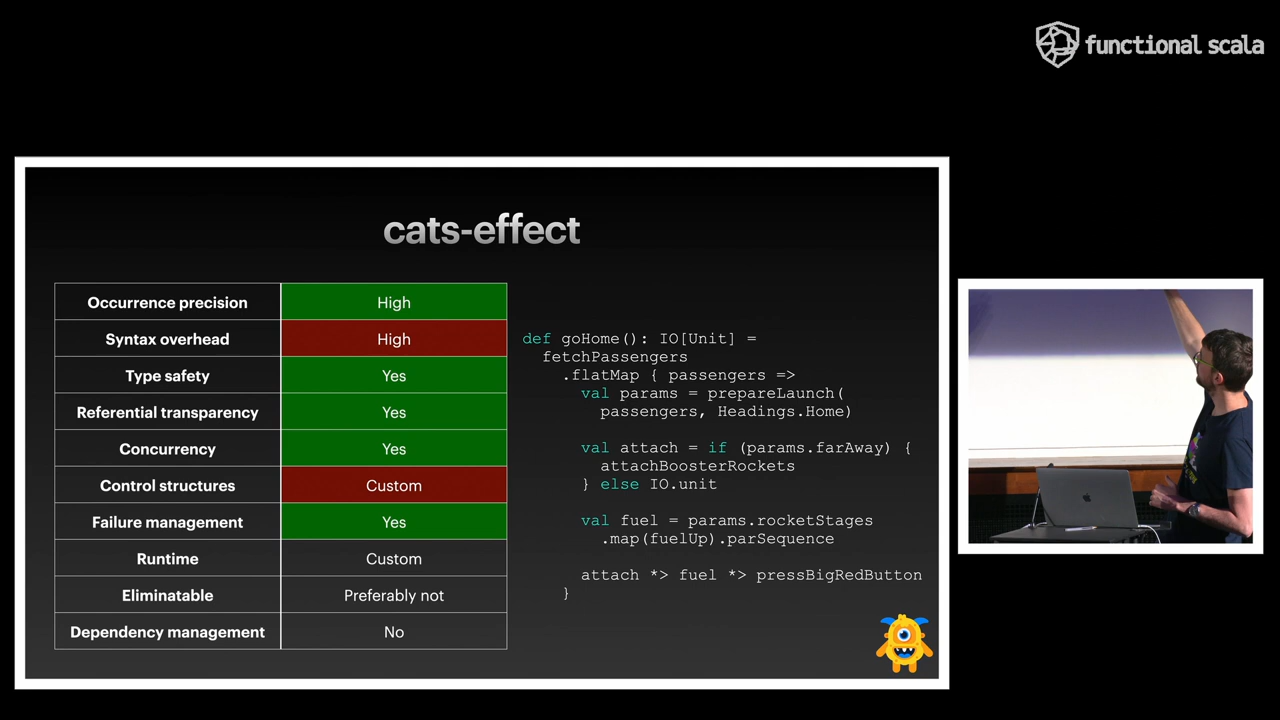 functional scala
cats-effect
Occurrence precision High
Syntax overhead High
Type safety Yes
Referential transparency Yes
Concurrency Yes
Control structures Custom
Failure management Yes
Runtime Custom
Eliminatable Preferably not
Dependency management No
def goHome(): IO[Unit] =
  fetchPassengers
    .flatMap { passengers =>
      val params = prepareLaunch(
        passengers, Headings.Home)
      val attach = if (params.farAway) {
        attachBoosterRockets
      } else IO.unit
      val fuel = params.rocketStages
        .map(fuelUp).parSequence
      attach *> fuel *> pressBigRedButton
    }